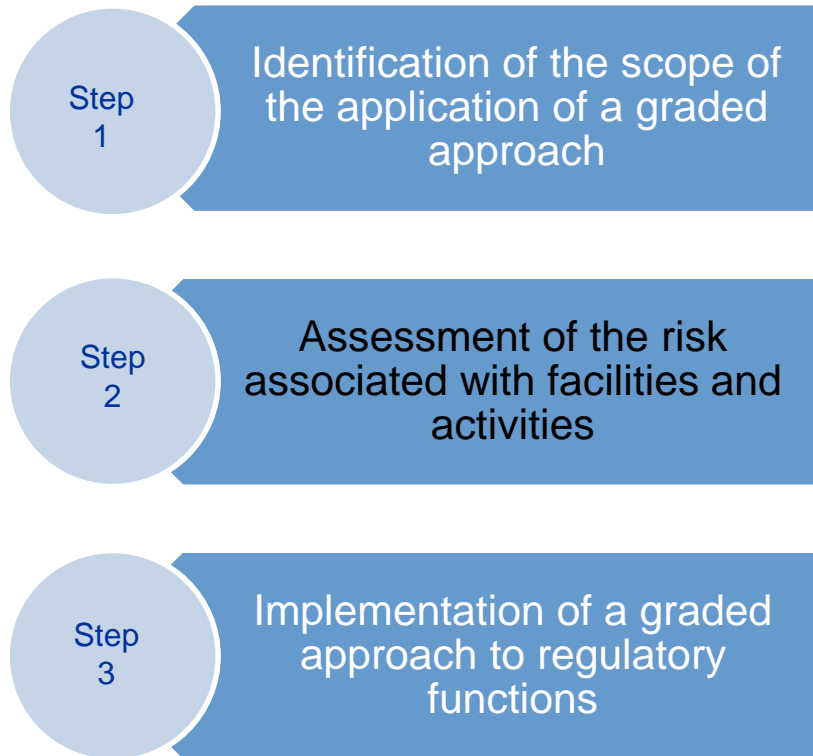 Step
1
Identification of the scope of
the application of a graded
approach
Step
2
Assessment of the risk
associated with facilities and
activities
Step
3
Implementation of a graded
approach to regulatory
functions